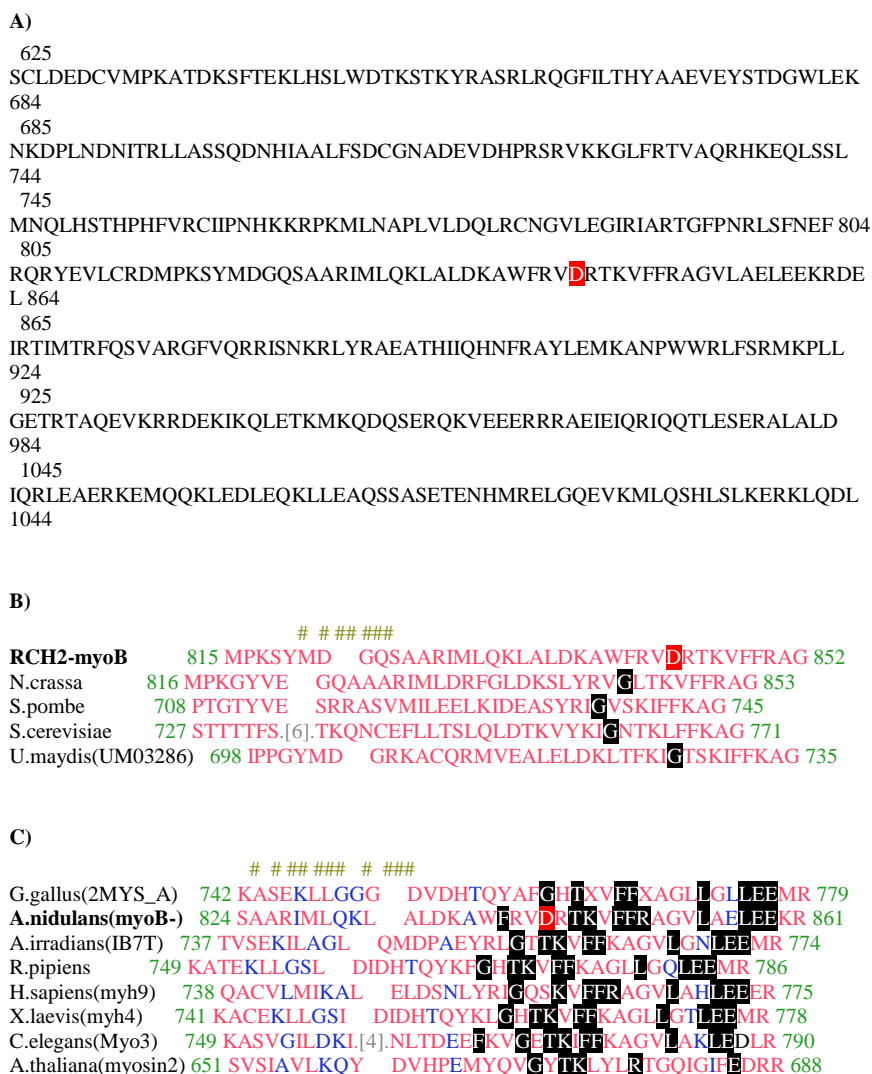 A)
625
SCLDEDCVMPKATDKSFTEKLHSLWDTKSTKYRASRLRQGFILTHYAAEVEYSTDGWLEK
684
685
NKDPLNDNITRLLASSQDNHIAALFSDCGNADEVDHPRSRVKKGLFRTVAQRHKEQLSSL
744
745
MNQLHSTHPHFVRCIIPNHKKRPKMLNAPLVLDQLRCNGVLEGIRIARTGFPNRLSFNEF 804
805
RQRYEVLCRDMPKSYMDGQSAARIMLQKLALDKAWFRVDRTKVFFRAGVLAELEEKRDE
L 864
865
IRTIMTRFQSVARGFVQRRISNKRLYRAEATHIIQHNFRAYLEMKANPWWRLFSRMKPLL
924
925
GETRTAQEVKRRDEKIKQLETKMKQDQSERQKVEEERRRAEIEIQRIQQTLESERALALD
984
1045
IQRLEAERKEMQQKLEDLEQKLLEAQSSASETENHMRELGQEVKMLQSHLSLKERKLQDL
1044
B)
# # ## ###
RCH2-myoB 815 MPKSYMD GQSAARIMLQKLALDKAWFRVDRTKVFFRAG 852
N.crassa 816 MPKGYVE GQAAARIMLDRFGLDKSLYRVGLTKVFFRAG 853
S.pombe 708 PTGTYVE SRRASVMILEELKIDEASYRIGVSKIFFKAG 745
S.cerevisiae 727 STTTTFS.[6].TKQNCEFLLTSLQLDTKVYKIGNTKLFFKAG 771
U.maydis(UM03286) 698 IPPGYMD GRKACQRMVEALELDKLTFKIGTSKIFFKAG 735
C)
# # ## ### # ###
G.gallus(2MYS_A) 742 KASEKLLGGG DVDHTQYAFGHTXVFFXAGLLGLLEEMR 779
A.nidulans(myoB-) 824 SAARIMLQKL ALDKAWFRVDRTKVFFRAGVLAELEEKR 861
A.irradians(IB7T) 737 TVSEKILAGL QMDPAEYRLGTTKVFFKAGVLGNLEEMR 774
R.pipiens 749 KATEKLLGSL DIDHTQYKFGHTKVFFKAGLLGQLEEMR 786
H.sapiens(myh9) 738 QACVLMIKAL ELDSNLYRIGQSKVFFRAGVLAHLEEER 775
X.laevis(myh4) 741 KACEKLLGSI DIDHTQYKLGHTKVFFKAGLLGTLEEMR 778
C.elegans(Myo3) 749 KASVGILDKI.[4].NLTDEEFKVGETKIFFKAGVLAKLEDLR 790
A.thaliana(myosin2) 651 SVSIAVLKQY DVHPEMYQVGYTKLYLRTGQIGIFEDRR 688